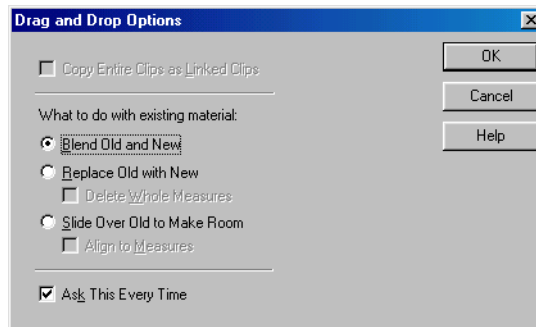 Drag and Drop Options
Copy Entire Clips as Linked Clips
What to do with existing material:
Blend Old and New
Replace Old with New
Delete Whole Measures
Slide Over Old to Make Room
Align to Measures
Ask This Every Time
OK
Cancel
Help